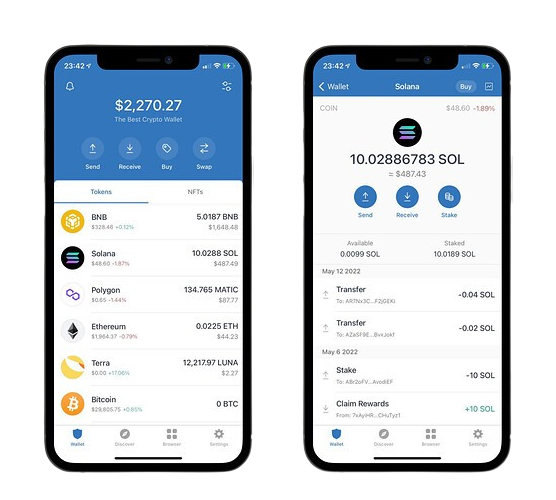 23:42
$2,270.27
The Best Crypto Wallet
Send Receive Buy Swap
Tokens NFTs
BNB 5.0187 BNB
$328.46 +0.12% $1,648.48
Solana 10.0288 SOL
$48.60 -1.87% $487.49
Polygon 134.765 MATIC
$0.65 -1.44% $87.77
Ethereum 0.0225 ETH
$1,964.37 -0.79% $44.23
Terra 12,217.97 LUNA
$0.00 +17.06% $2.27
Bitcoin 0 BTC
$29,805.75 +0.85%
Wallet Discover Browser Settings
23:42
Wallet Solana Buy
COIN $48.60 -1.89%
10.02886783 SOL
≈ $487.43
Send Receive Stake
Available Staked
0.0099 SOL 10.0189 SOL
May 12 2022
Transfer -0.04 SOL
To: AR7Nx3C...F2jGEKi
Transfer -0.02 SOL
To: AZaSF9E...BvxJokf
May 6 2022
Stake -10 SOL
To: ABr2oFV...AvodiEF
Claim Rewards +10 SOL
From: 7xAyiHR...CHuTyz1
Wallet Discover Browser Settings